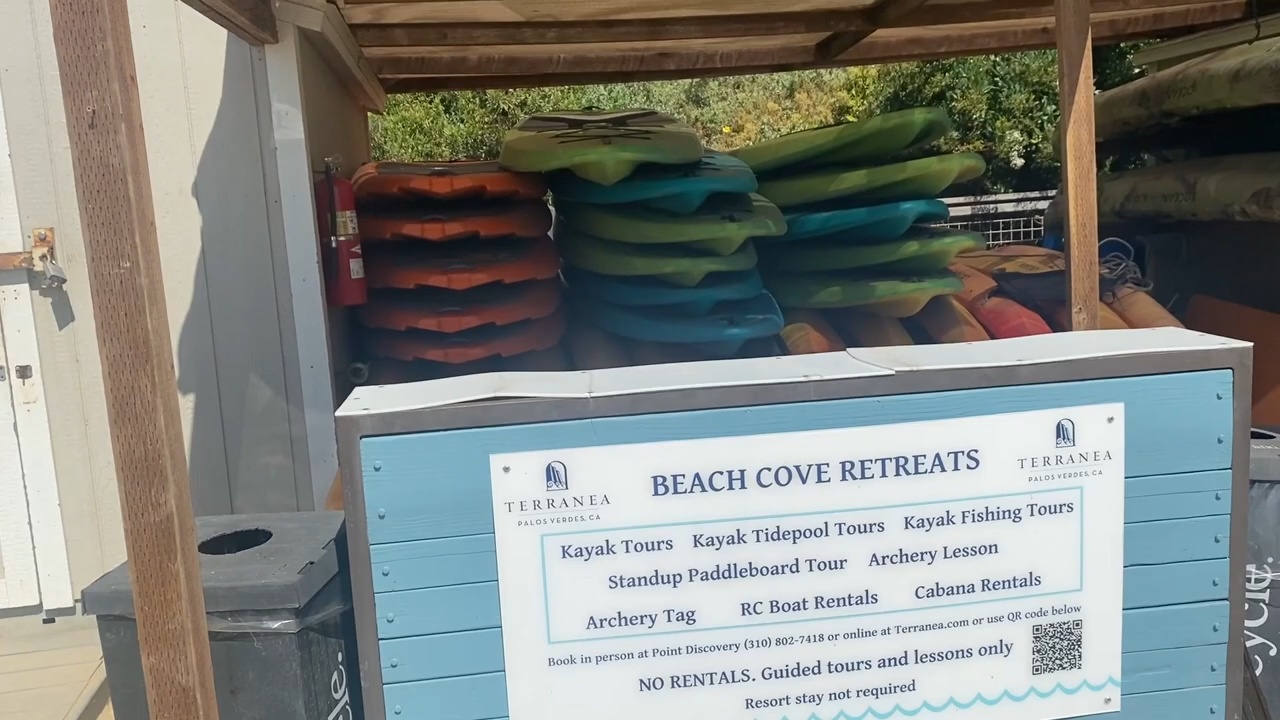 BEACH COVE RETREATS
TERRANEA
PALOS VERDES, CA
TERRANEA
PALOS VERDES, CA
Kayak Tours Kayak Tidepool Tours Kayak Fishing Tours
Standup Paddleboard Tour Archery Lesson
Archery Tag RC Boat Rentals Cabana Rentals
Book in person at Point Discovery (310) 802-7418 or online at Terranea.com or use QR code below
NO RENTALS. Guided tours and lessons only
Resort stay not required